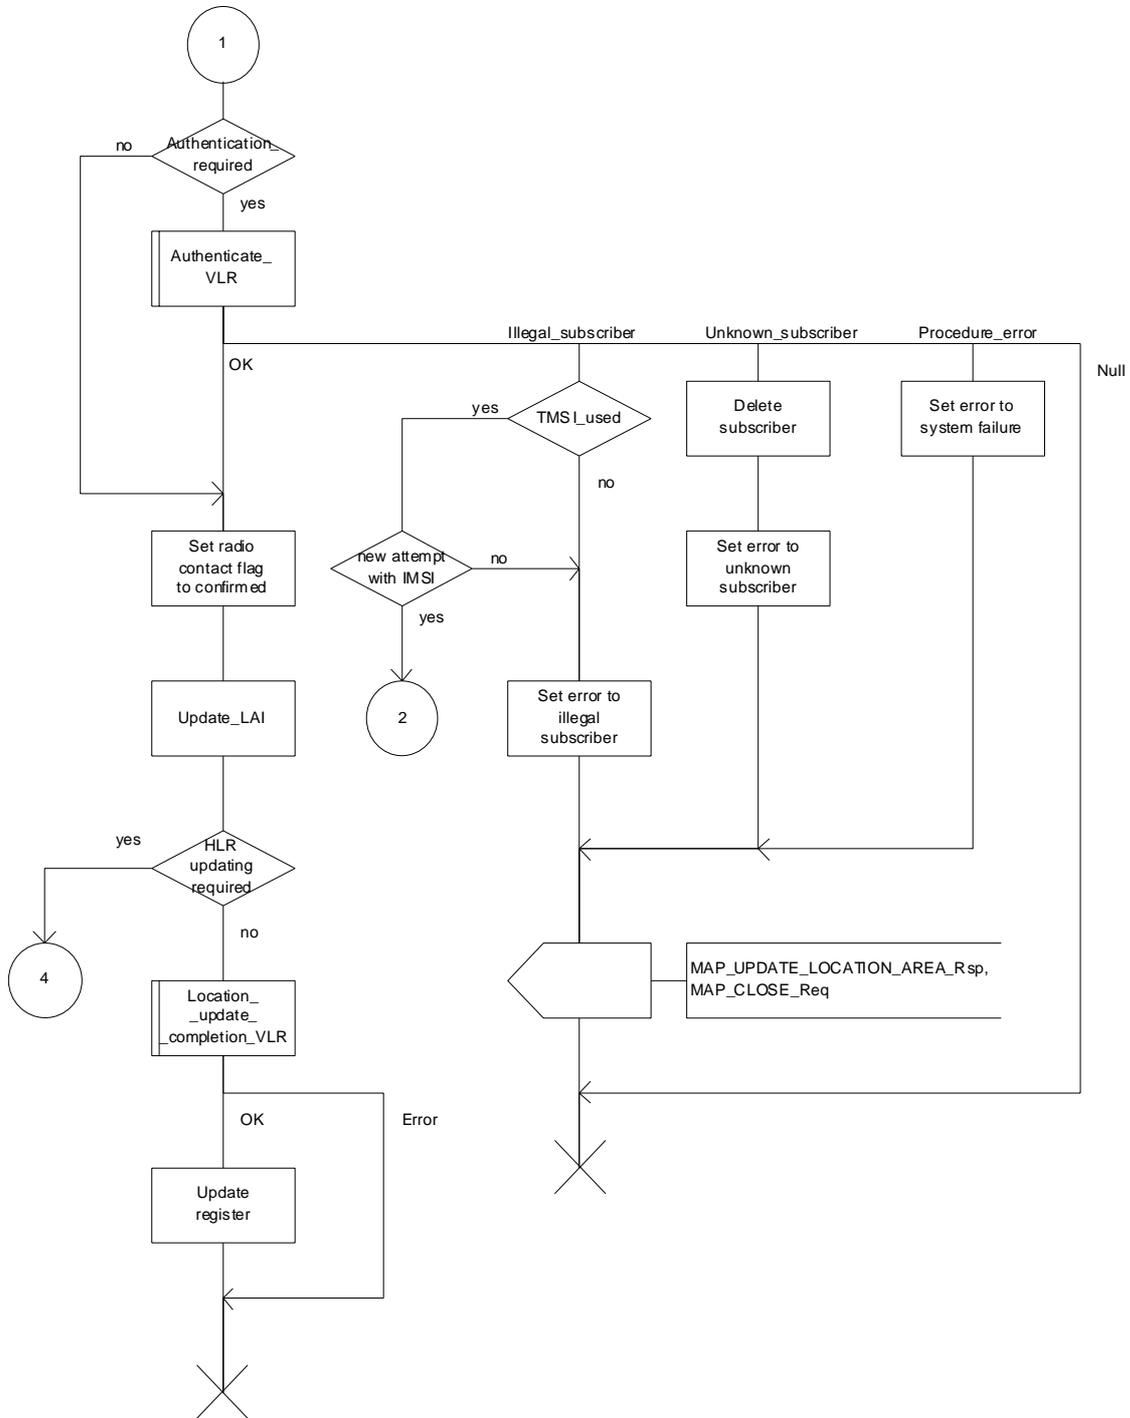 1
no
Authentication_
required
yes
Authenticate_
VLR
Illegal_subscriber
Unknown_subscriber
Procedure_error
OK
Null
yes
TMSI_used
Delete
subscriber
Set error to
system failure
no
Set radio
contact flag
to confirmed
new attempt
with IMSI
no
Set error to
unknown
subscriber
yes
Update_LAI
2
Set error to
illegal
subscriber
yes
HLR
updating
required
no
4
MAP_UPDATE_LOCATION_AREA_Rsp,
MAP_CLOSE_Req
Location_
_update_
_completion_VLR
OK
Error
Update
register